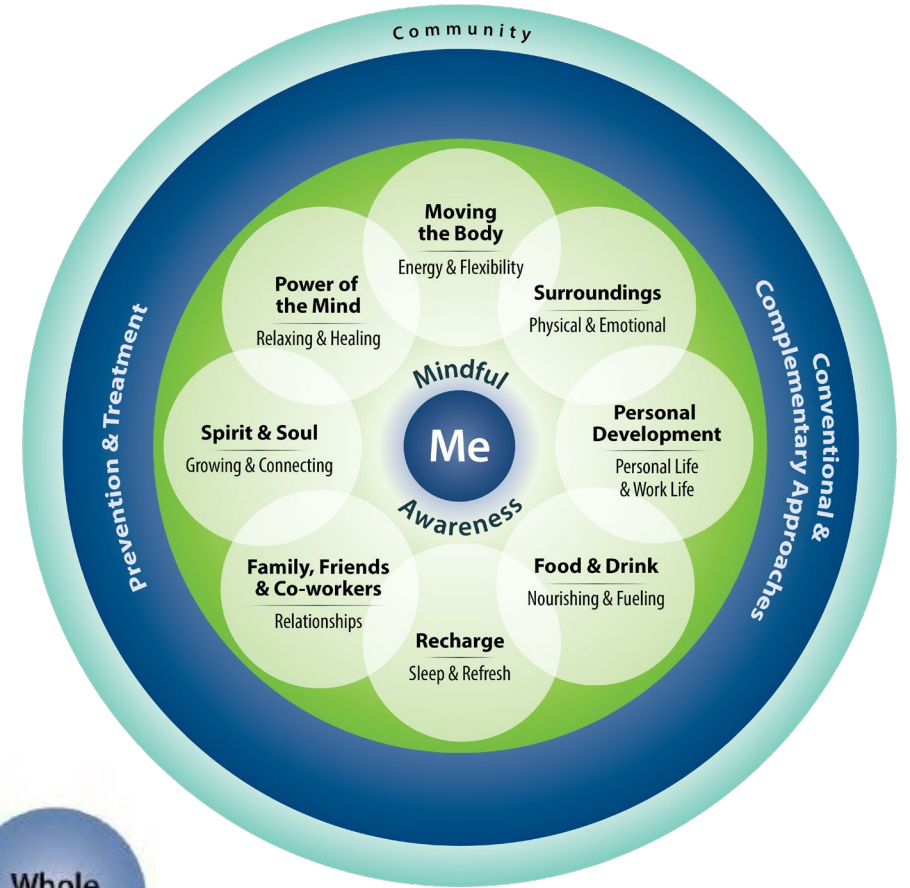 Community
Moving
the Body
Energy & Flexibility
Surroundings
Physical & Emotional
Personal
Development
Personal Life
& Work Life
Food & Drink
Nourishing & Fueling
Recharge
Sleep & Refresh
Family, Friends
& Co-workers
Relationships
Spirit & Soul
Growing & Connecting
Power of
the Mind
Relaxing & Healing
Mindful
Me
Awareness
Prevention & Treatment
Conventional &
Complementary Approaches
Whole